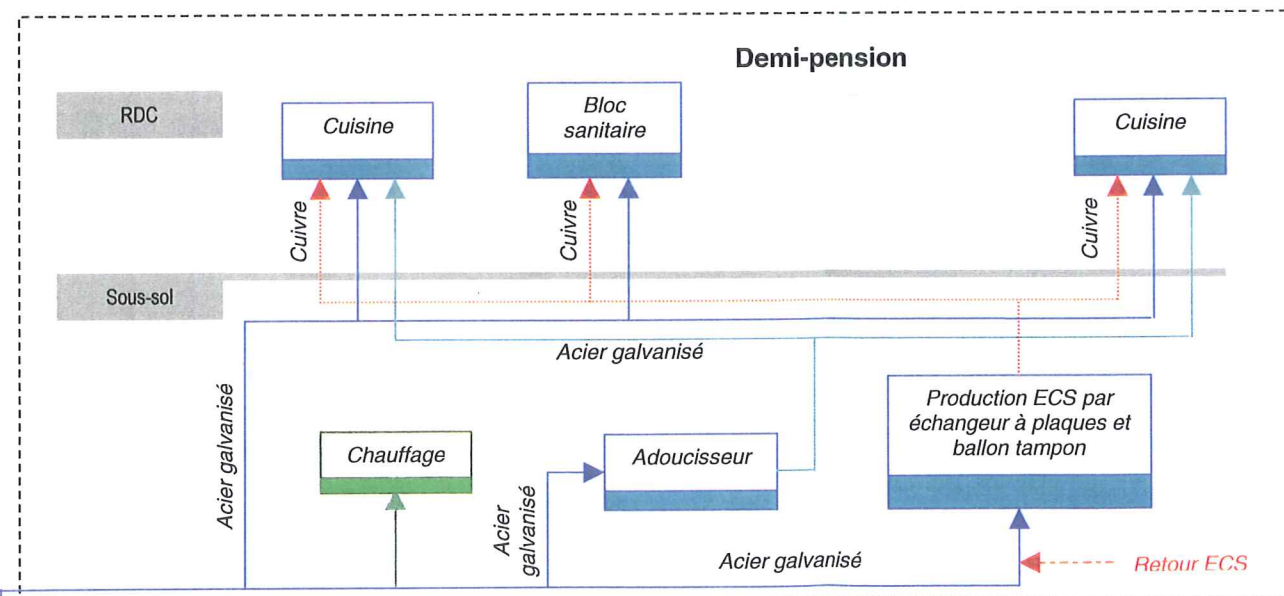 Demi-pension
RDC
Cuisine
Bloc
sanitaire
Cuisine
Cuivre
Cuivre
Cuivre
Sous-sol
Acier galvanisé
Acier galvanisé
Production ECS par
échangeur à plaques et
ballon tampon
Chauffage
Adoucisseur
Acier
galvanisé
Acier galvanisé
Retour ECS